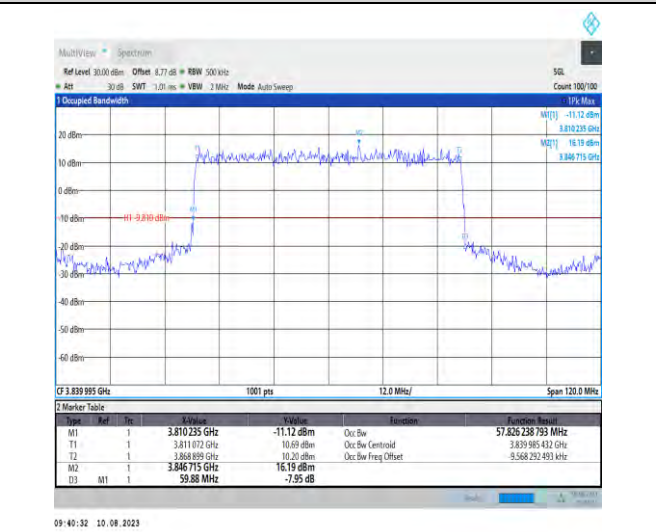 MultiView Spectrum
Ref Level 30.00 dBm Offset 8.77 dB RBW 500 kHz SGL
Att 30 dB SWT 1.01 ms VBW 2 MHz Mode Auto Sweep Count 100/100
1 Occupied Bandwidth 1Pk Max
M1[1] -11.12 dBm
3.810 235 GHz
20 dBm M2[1] 16.19 dBm
3.846 715 GHz
M2
T1 T2
10 dBm
0 dBm
M1
-10 dBm H1 -9.810 dBm
D3
-20 dBm
-30 dBm
-40 dBm
-50 dBm
-60 dBm
CF 3.839 995 GHz 1001 pts 12.0 MHz/ Span 120.0 MHz
2 Marker Table
Type Ref Trc X-Value Y-Value Function Function Result
M1 1 3.810 235 GHz -11.12 dBm Occ Bw 57.826 238 793 MHz
T1 1 3.811 072 GHz 10.69 dBm Occ Bw Centroid 3.839 985 432 GHz
T2 1 3.868 899 GHz 10.20 dBm Occ Bw Freq Offset -9.568 292 493 kHz
M2 1 3.846 715 GHz 16.19 dBm
D3 M1 1 59.88 MHz -7.95 dB
09:40:32 10.08.2023